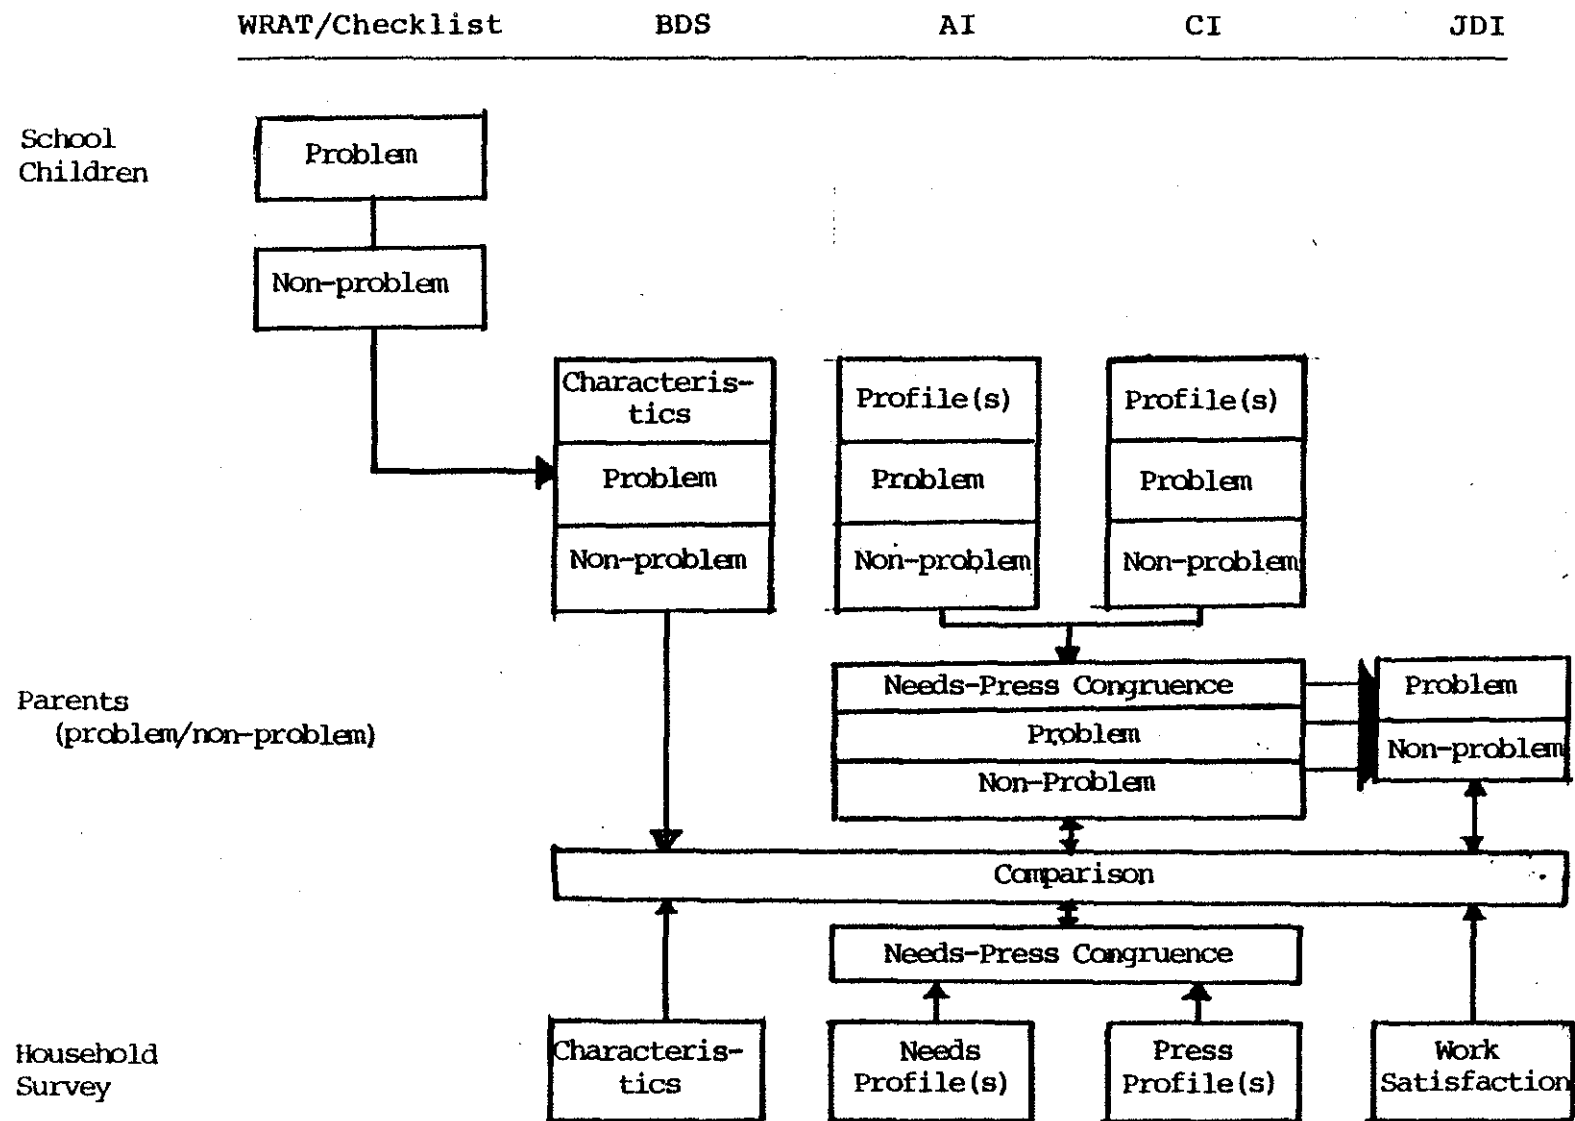 WRAT/Checklist BDS AI CI JDI
School
Children
Problem
Non-problem
Characteris-
tics
Problem
Non-problem
Profile(s)
Problem
Non-problem
Profile(s)
Problem
Non-problem
Parents
(problem/non-problem)
Needs-Press Congruence
Problem
Non-Problem
Problem
Non-problem
Comparison
Needs-Press Congruence
Household
Survey
Characteris-
tics
Needs
Profile(s)
Press
Profile(s)
Work
Satisfaction